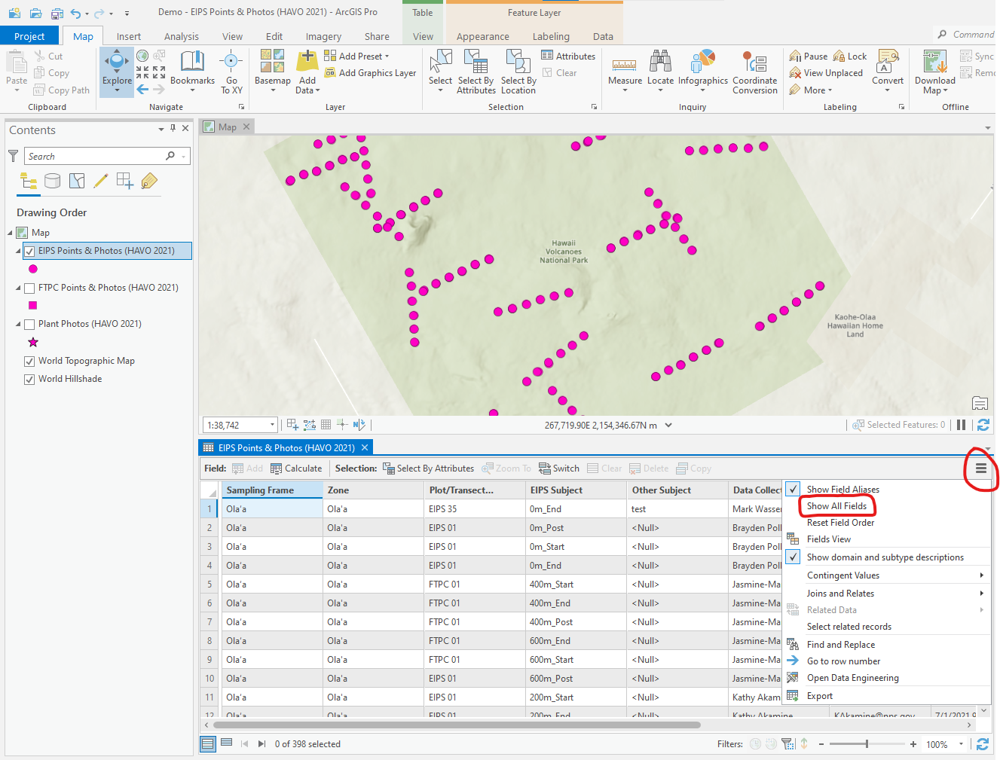 Demo - EIPS Points & Photos (HAVO 2021) - ArcGIS Pro
Table
Feature Layer
Project
Map
Insert
Analysis
View
Edit
Imagery
Share
View
Appearance
Labeling
Data
Command
Paste
Cut
Copy
Copy Path
Clipboard
Explore
Bookmarks
Go To XY
Navigate
Basemap
Add Data
Add Preset
Add Graphics Layer
Layer
Select
Select By Attributes
Select By Location
Attributes
Clear
Selection
Measure
Locate
Infographics
Coordinate Conversion
Inquiry
Pause
Lock
View Unplaced
More
Convert
Labeling
Download Map
Sync
Remo
Offline
Contents
Search
Drawing Order
Map
EIPS Points & Photos (HAVO 2021)
FTPC Points & Photos (HAVO 2021)
Plant Photos (HAVO 2021)
World Topographic Map
World Hillshade
Map
Hawaii
Volcanoes
National Park
Kaohe-Olaa
Hawaiian Home
Land
1:38,742
267,719.90E 2,154,346.67N m
Selected Features: 0
EIPS Points & Photos (HAVO 2021)
Field: Add Calculate Selection: Select By Attributes Zoom To Switch Clear Delete Copy
Sampling Frame Zone Plot/Transect... EIPS Subject Other Subject Data Collect
1 Ola'a Ola'a EIPS 35 0m_End test Mark Wasser
2 Ola'a Ola'a EIPS 01 0m_Post <Null> Brayden Poll
3 Ola'a Ola'a EIPS 01 0m_Start <Null> Brayden Poll
4 Ola'a Ola'a EIPS 01 0m_End <Null> Brayden Poll
5 Ola'a Ola'a FTPC 01 400m_Start <Null> Jasmine-Ma
6 Ola'a Ola'a FTPC 01 400m_End <Null> Jasmine-Ma
7 Ola'a Ola'a FTPC 01 400m_Post <Null> Jasmine-Ma
8 Ola'a Ola'a FTPC 01 600m_End <Null> Jasmine-Ma
9 Ola'a Ola'a FTPC 01 600m_Start <Null> Jasmine-Ma
10 Ola'a Ola'a EIPS 01 600m_Post <Null> Jasmine-Ma
11 Ola'a Ola'a EIPS 01 200m_Start <Null> Kathy Akam
12 Ola'a Ola'a EIPS 01 200m_End <Null> Kathy Akamine KAkamine@nps.gov 7/1/2021 9
Show Field Aliases
Show All Fields
Reset Field Order
Fields View
Show domain and subtype descriptions
Contingent Values
Joins and Relates
Related Data
Select related records
Find and Replace
Go to row number
Open Data Engineering
Export
0 of 398 selected
Filters:
100%